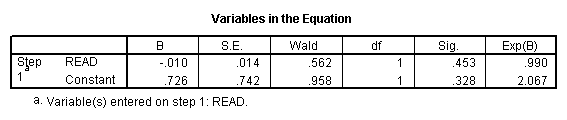 Variables in the Equation
B S.E. Wald df Sig. Exp(B)
Step READ -.010 .014 .562 1 .453 .990
1a Constant .726 .742 .958 1 .328 2.067
a. Variable(s) entered on step 1: READ.